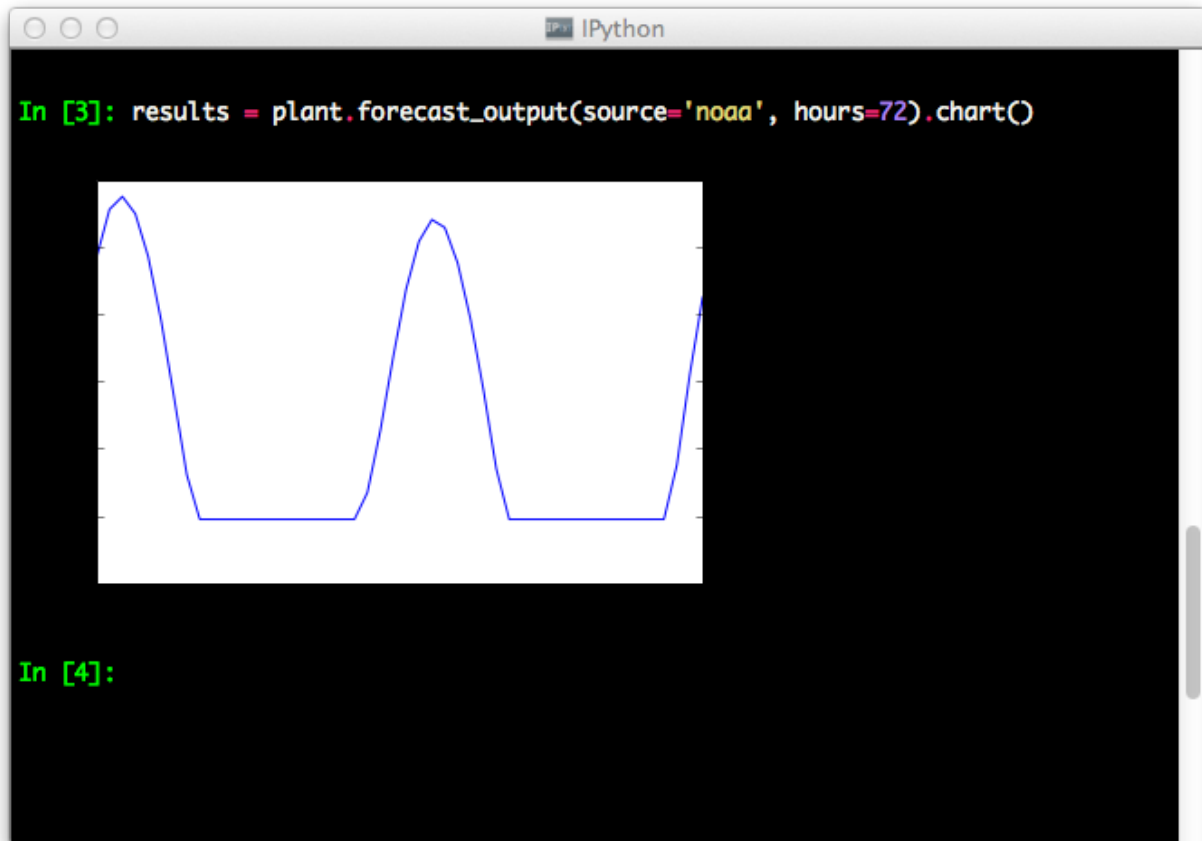 IPython
In [3]: results = plant.forecast_output(source='noaa', hours=72).chart()
In [4]: